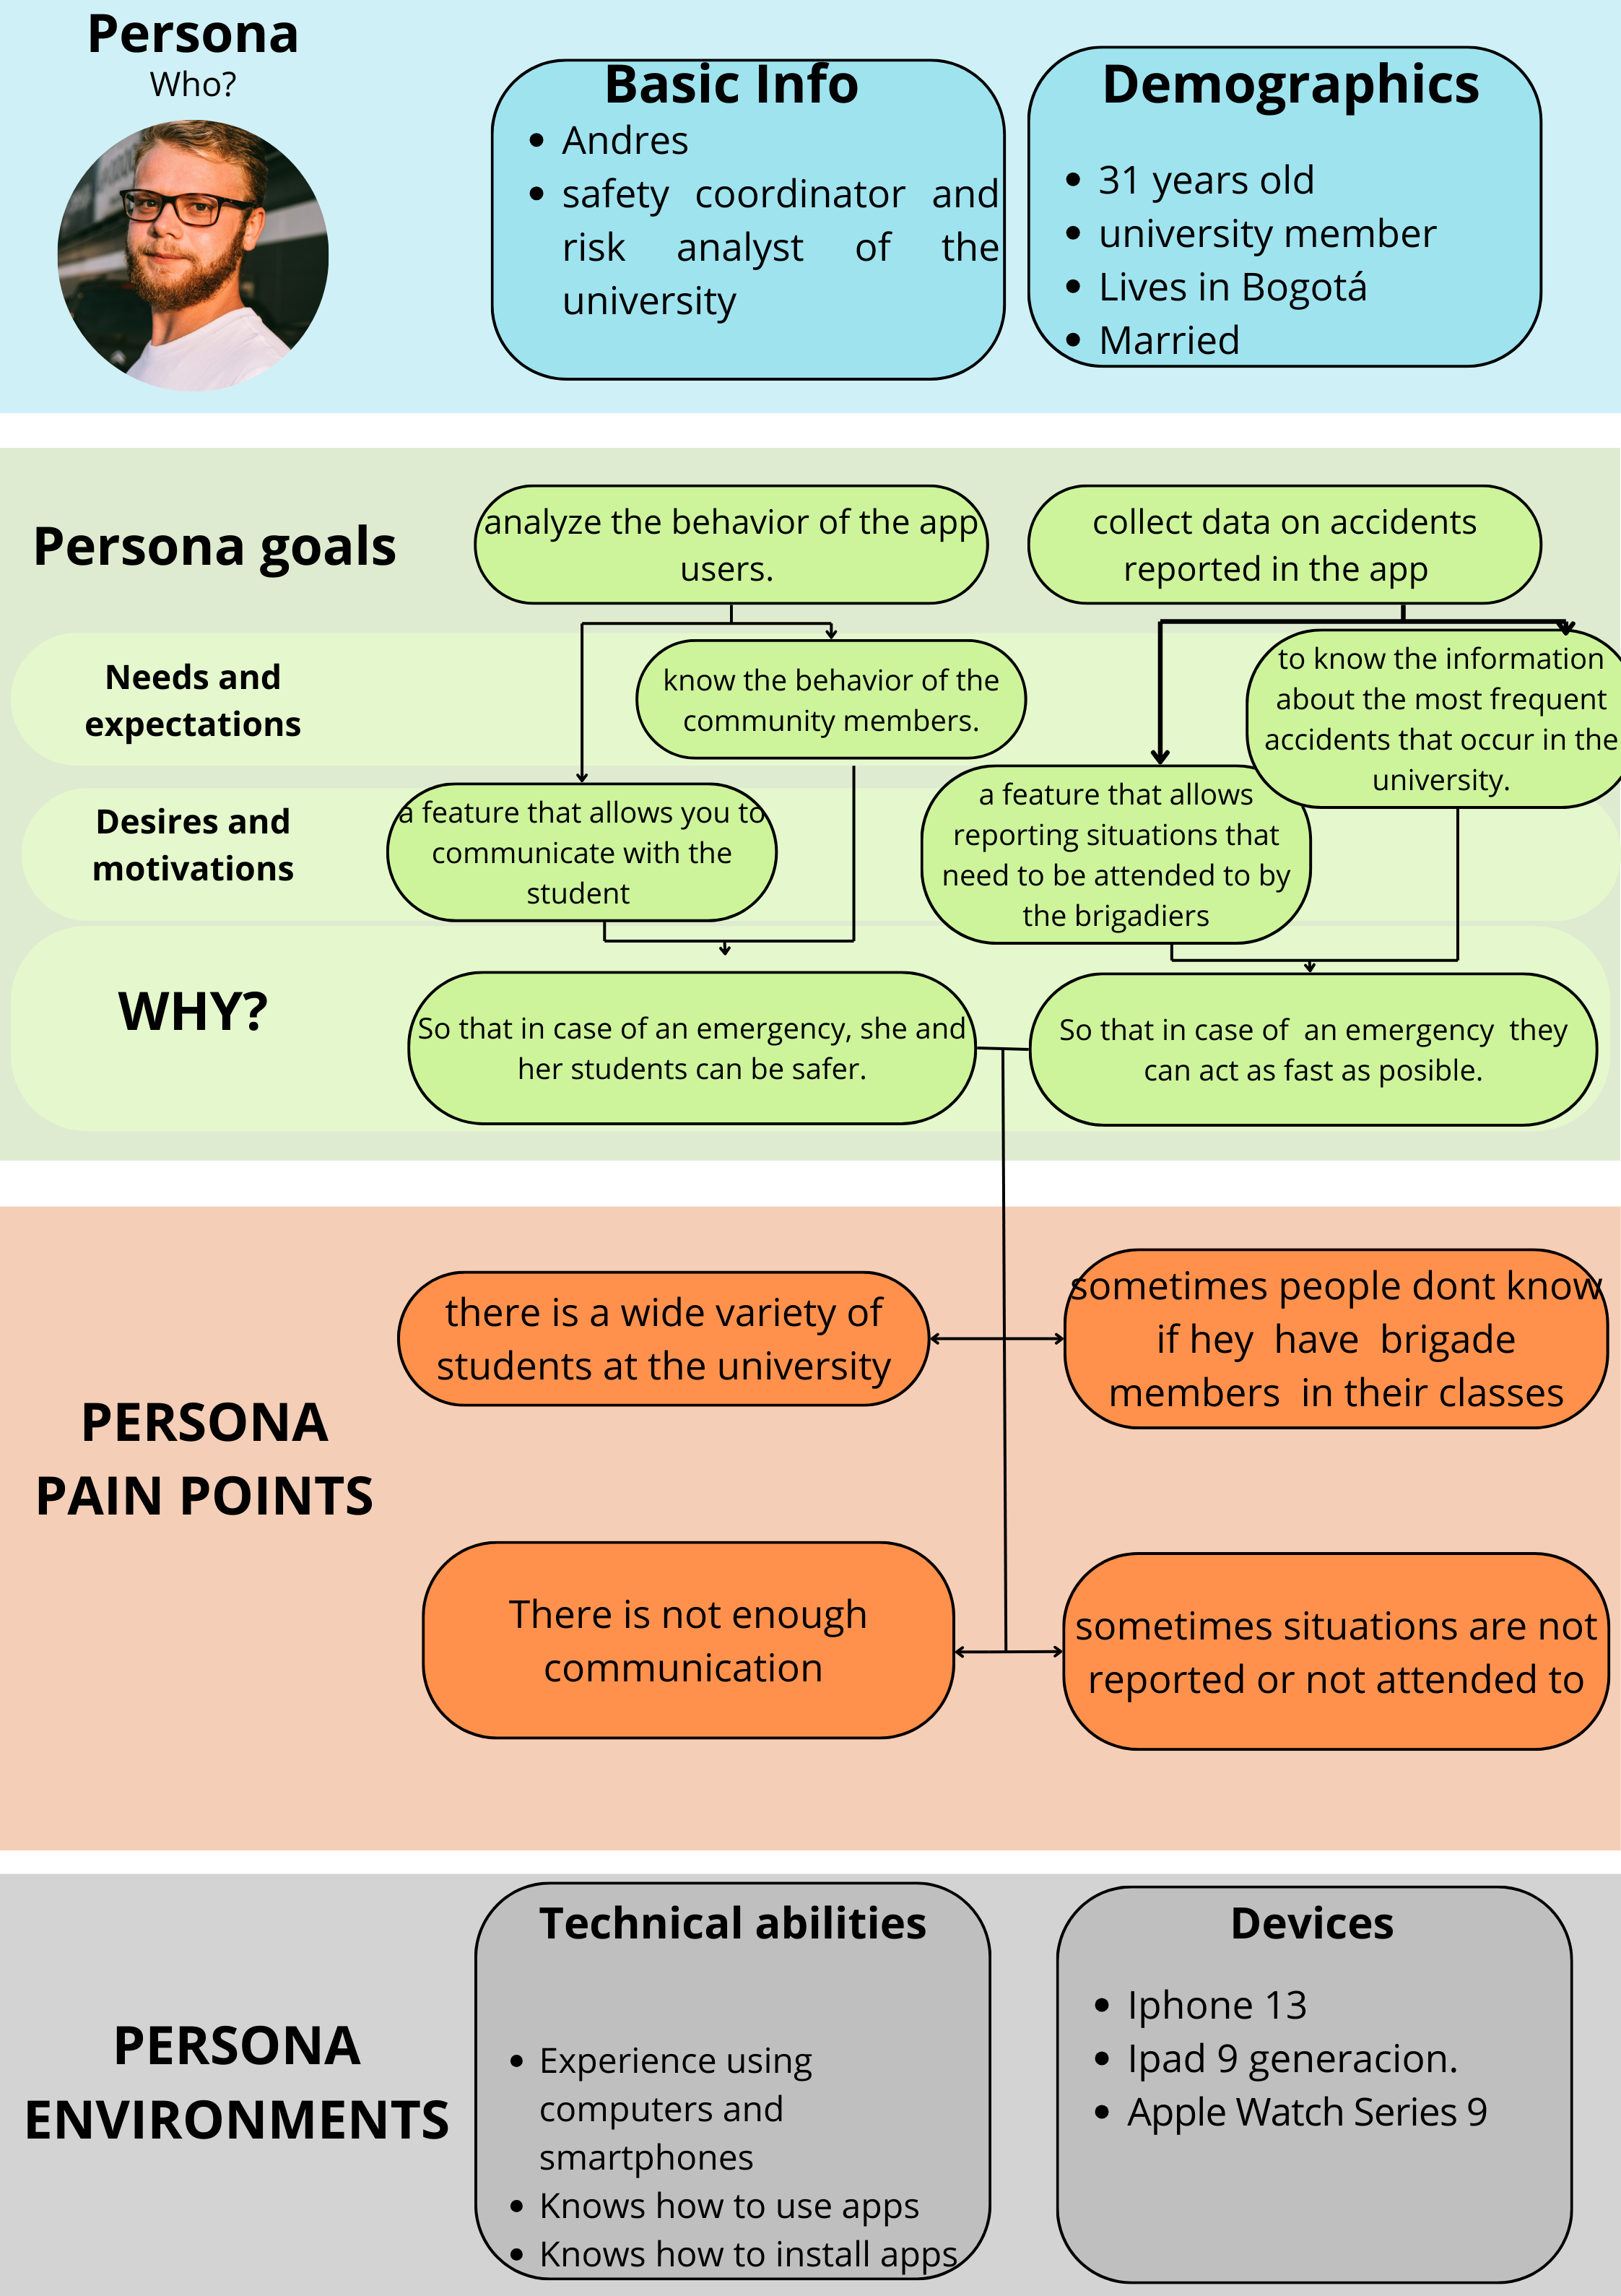 Persona
Who?
Basic Info
Andres
safety coordinator and
risk analyst of the
university
Demographics
31 years old
university member
Lives in Bogotá
Married
Persona goals
analyze the behavior of the app
users.
collect data on accidents
reported in the app
Needs and
expectations
know the behavior of the
community members.
to know the information
about the most frequent
accidents that occur in the
university.
Desires and
motivations
a feature that allows you to
communicate with the
student
a feature that allows
reporting situations that
need to be attended to by
the brigadiers
WHY?
So that in case of an emergency, she and
her students can be safer.
So that in case of an emergency they
can act as fast as posible.
PERSONA
PAIN POINTS
there is a wide variety of
students at the university
sometimes people dont know
if hey have brigade
members in their classes
There is not enough
communication
sometimes situations are not
reported or not attended to
PERSONA
ENVIRONMENTS
Technical abilities
Experience using
computers and
smartphones
Knows how to use apps
Knows how to install apps
Devices
Iphone 13
Ipad 9 generacion.
Apple Watch Series 9